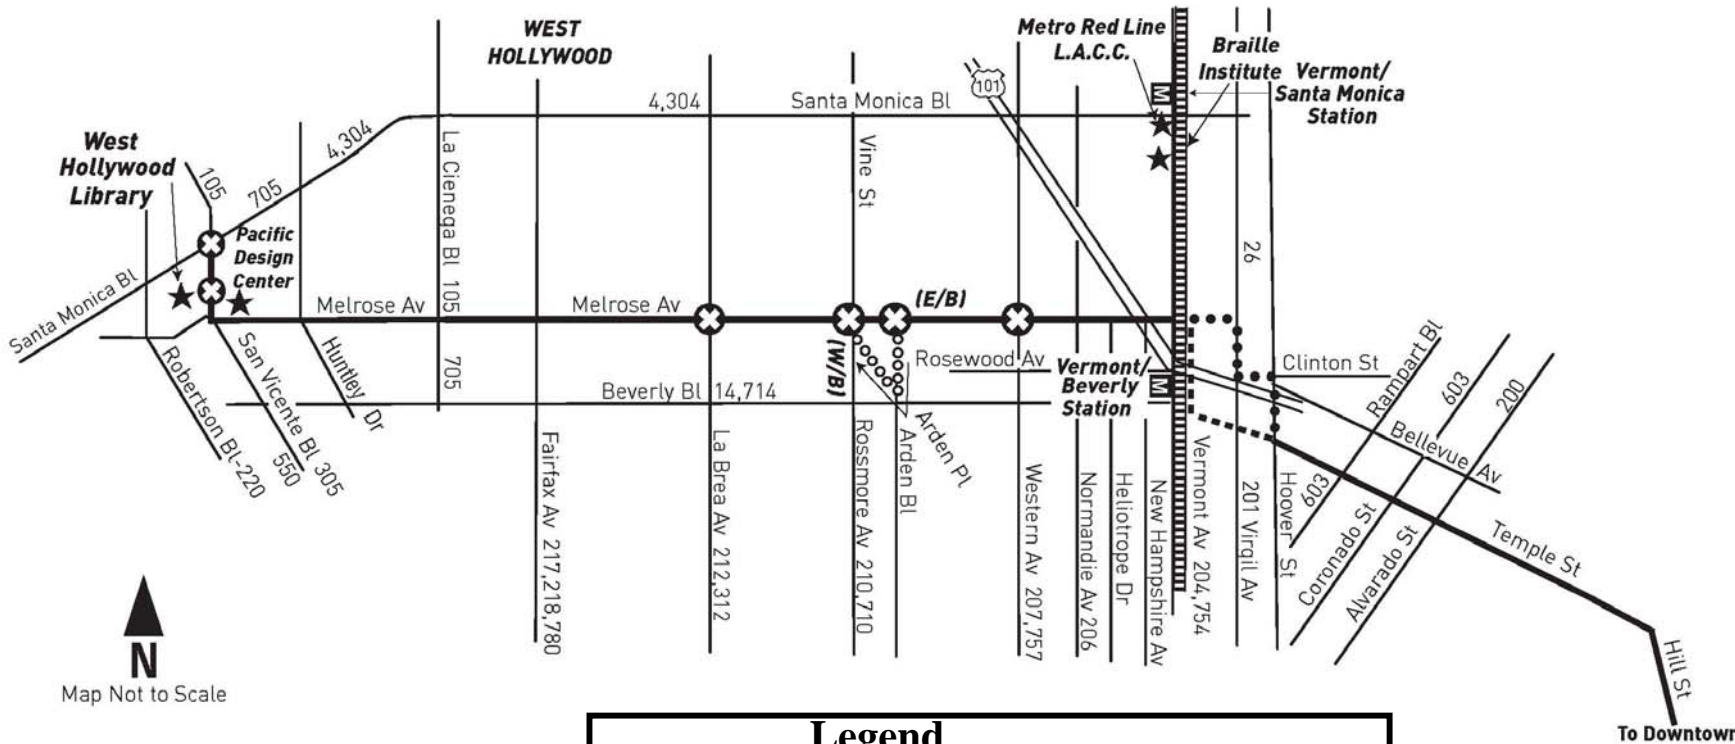 WEST
HOLLYWOOD
Metro Red Line
L.A.C.C.
Braille
Institute
Vermont/
Santa Monica
Station
101
M
4,304
Santa Monica Bl
West
Hollywood
Library
105
705
4,304
La Cienega Bl 105
705
Vine St
26
Pacific
Design
Center
Santa Monica Bl
Melrose Av
Melrose Av
(E/B)
(W/B)
Rosewood Av
Vermont/
Beverly
Station
M
Clinton St
Rampart Bl
603
603
200
Beverly Bl 14,714
Robertson Bl-220
San Vicente Bl 305
550
Huntley Dr
Fairfax Av 217,218,780
La Brea Av 212,312
Rossmore Av 210,710
Arden Bl
Arden Pl
Western Av 207,757
Normandie Av 206
Heliotrope Dr
New Hampshire Av
Vermont Av 204,754
201 Virgil Av
Hoover St
Bellevue Av
Coronado St
Alvarado St
Temple St
Hill St
To Downtown
N
Map Not to Scale
Legend